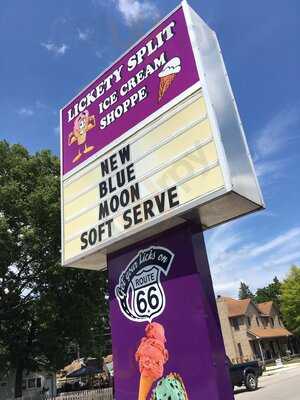 LICKETY SPLIT
ICE CREAM
SHOPPE
NEW
BLUE
MOON
SOFT SERVE
ROUTE
66